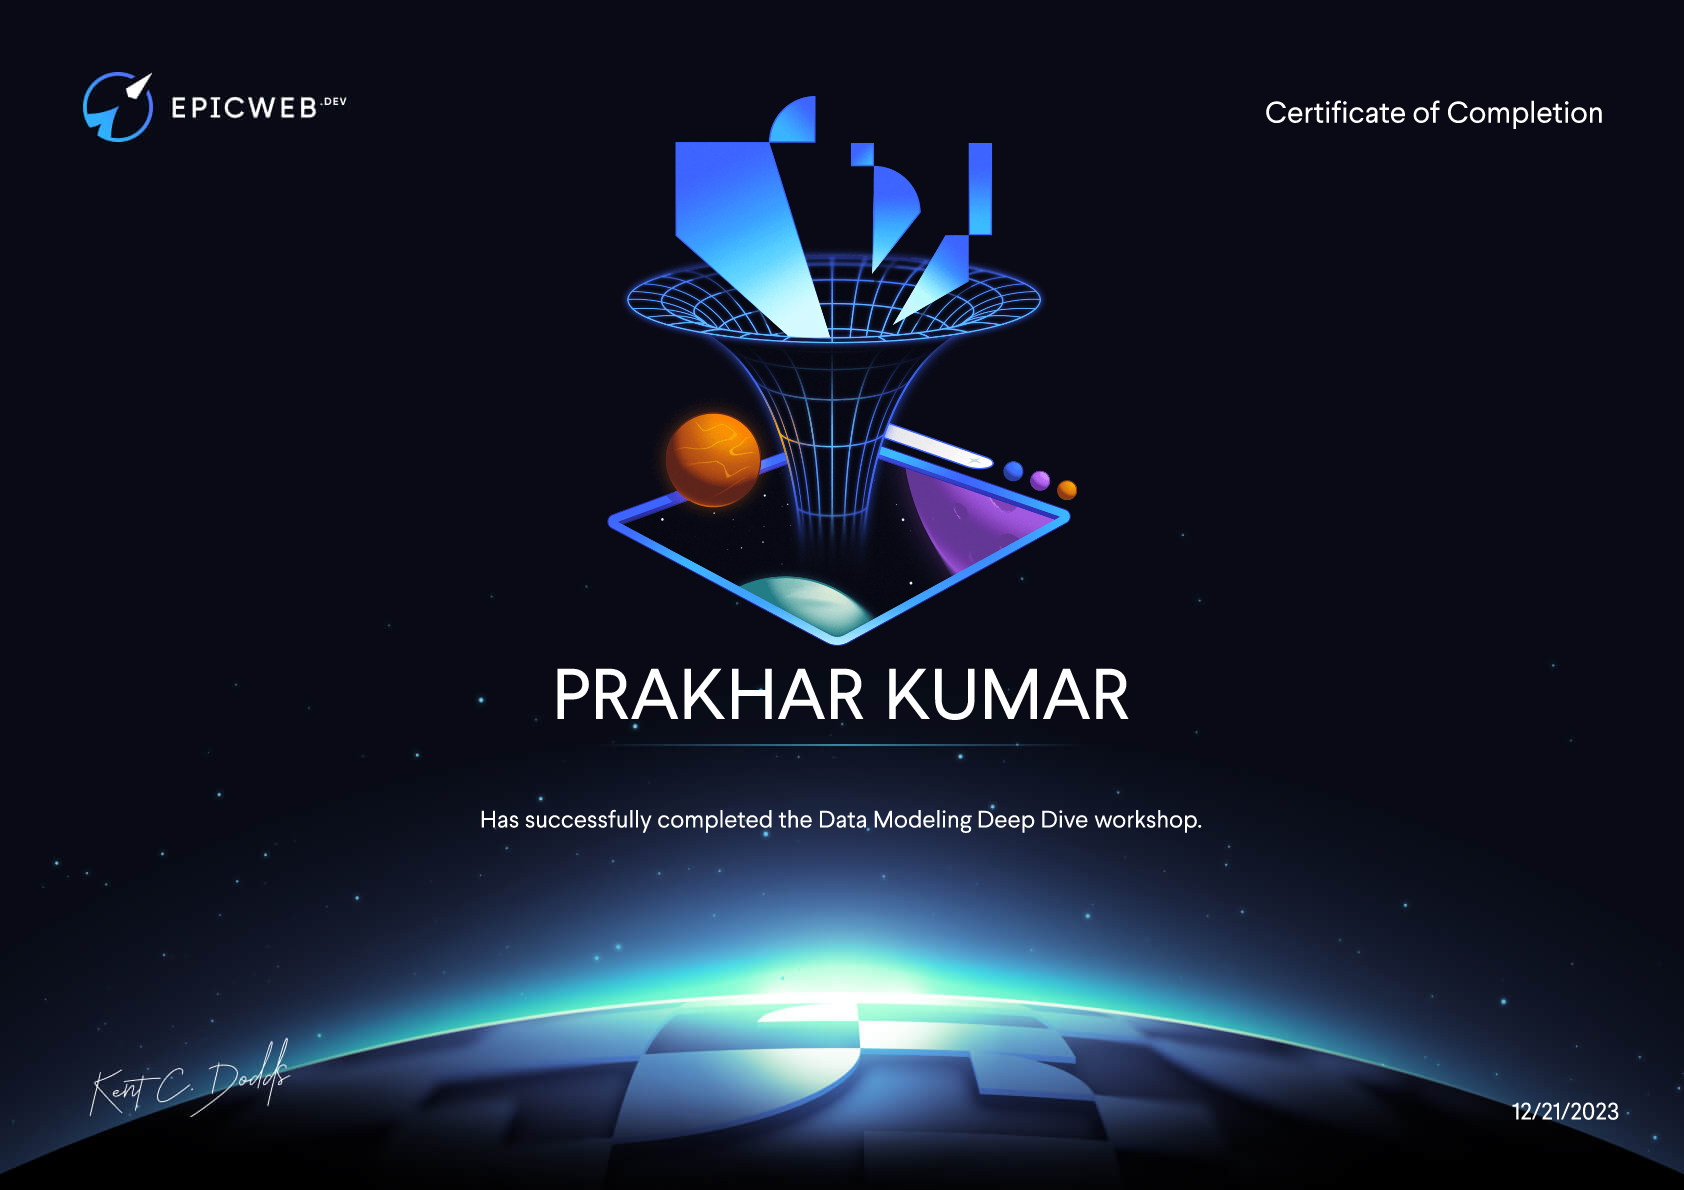 EPICWEB.DEV
Certificate of Completion
PRAKHAR KUMAR
Has successfully completed the Data Modeling Deep Dive workshop.
Kent C. Dodds
12/21/2023